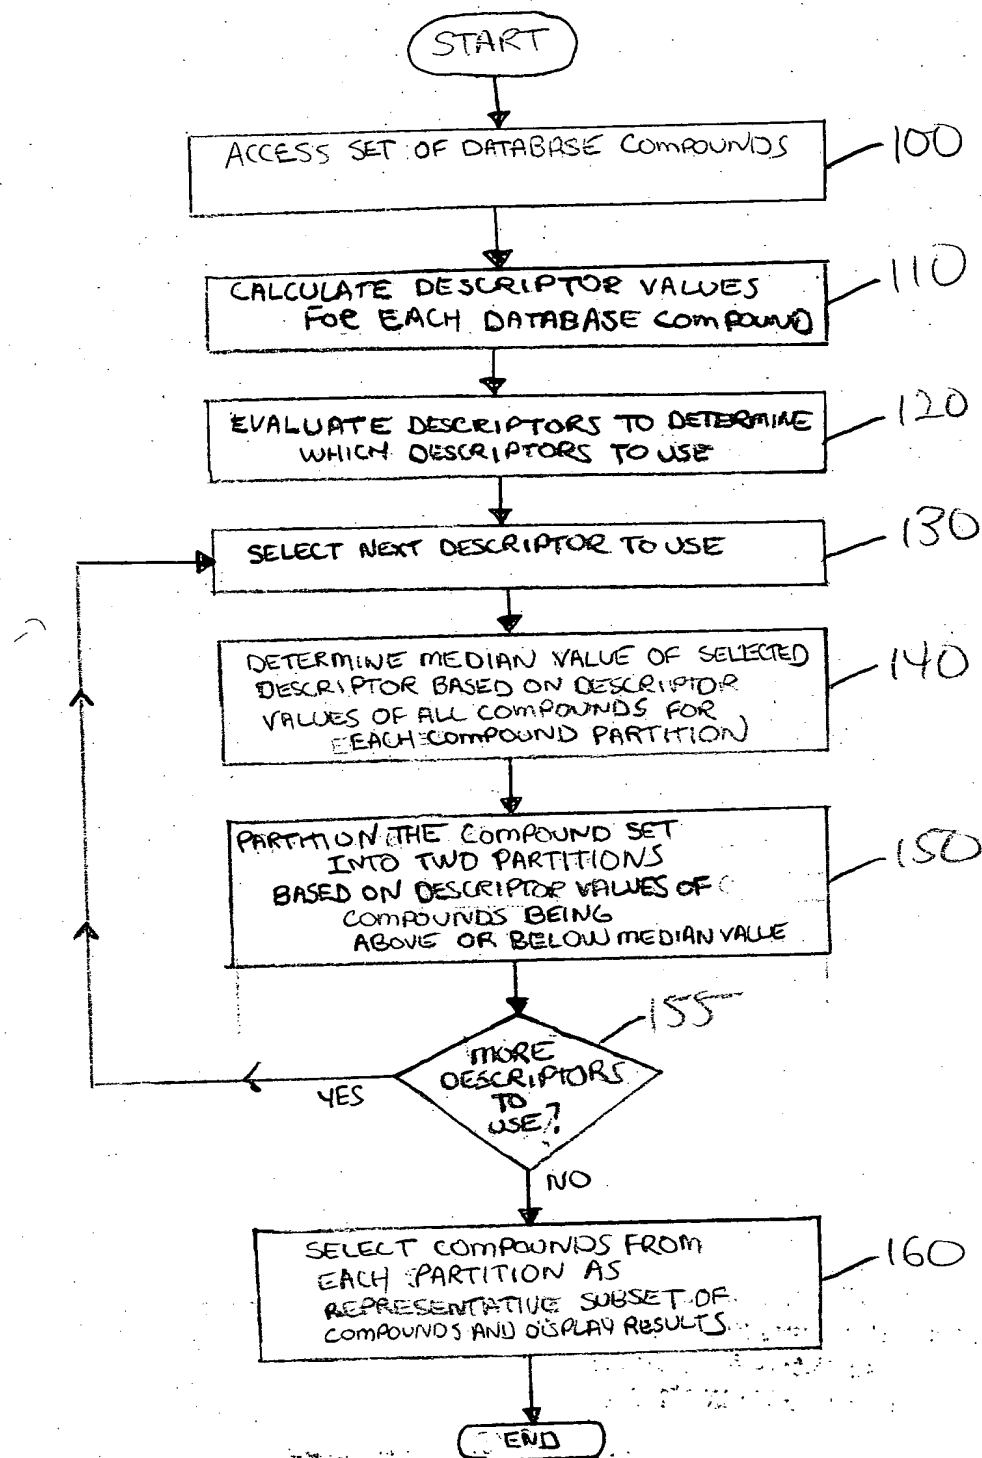 START
ACCESS SET OF DATABASE COMPOUNDS
100
CALCULATE DESCRIPTOR VALUES
FOR EACH DATABASE COMPOUND
110
EVALUATE DESCRIPTORS TO DETERMINE
WHICH DESCRIPTORS TO USE
120
SELECT NEXT DESCRIPTOR TO USE
130
DETERMINE MEDIAN VALUE OF SELECTED
DESCRIPTOR BASED ON DESCRIPTOR
VALUES OF ALL COMPOUNDS FOR
EACH COMPOUND PARTITION
140
PARTITION THE COMPOUND SET
INTO TWO PARTITIONS
BASED ON DESCRIPTOR VALUES OF
COMPOUNDS BEING
ABOVE OR BELOW MEDIAN VALUE
150
155
MORE
DESCRIPTORS
TO
USE?
YES
NO
SELECT COMPOUNDS FROM
EACH PARTITION AS
REPRESENTATIVE SUBSET OF
COMPOUNDS AND DISPLAY RESULTS
160
END